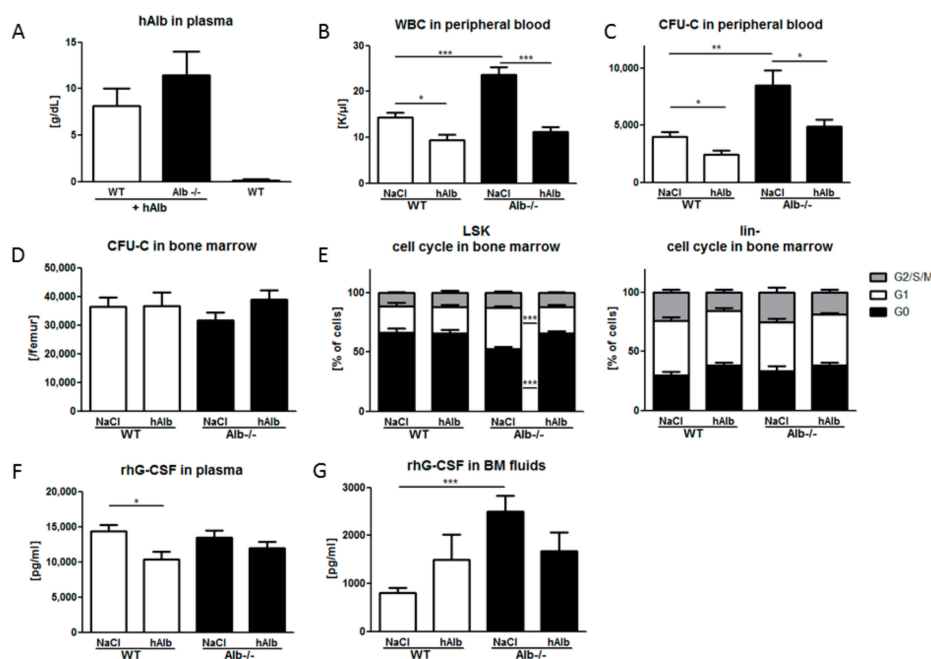 A
hAlb in plasma
[g/dL]
15
10
5
0
WT
Alb -/-
WT
+ hAlb
B
WBC in peripheral blood
[K/µl]
30
20
10
0
***
***
*
NaCl
hAlb
NaCl
hAlb
WT
Alb-/-
C
CFU-C in peripheral blood
10,000
5,000
0
**
*
*
NaCl
hAlb
NaCl
hAlb
WT
Alb-/-
D
CFU-C in bone marrow
[/femur]
50,000
40,000
30,000
20,000
10,000
0
NaCl
hAlb
NaCl
hAlb
WT
Alb-/-
E
LSK
cell cycle in bone marrow
[% of cells]
100
50
0
***
***
NaCl
hAlb
NaCl
hAlb
WT
Alb-/-
lin-
cell cycle in bone marrow
[% of cells]
100
50
0
NaCl
hAlb
NaCl
hAlb
WT
Alb-/-
G2/S/M
G1
G0
F
rhG-CSF in plasma
[pg/ml]
20,000
15,000
10,000
5,000
0
*
NaCl
hAlb
NaCl
hAlb
WT
Alb-/-
G
rhG-CSF in BM fluids
[pg/ml]
3000
2000
1000
0
***
NaCl
hAlb
NaCl
hAlb
WT
Alb-/-